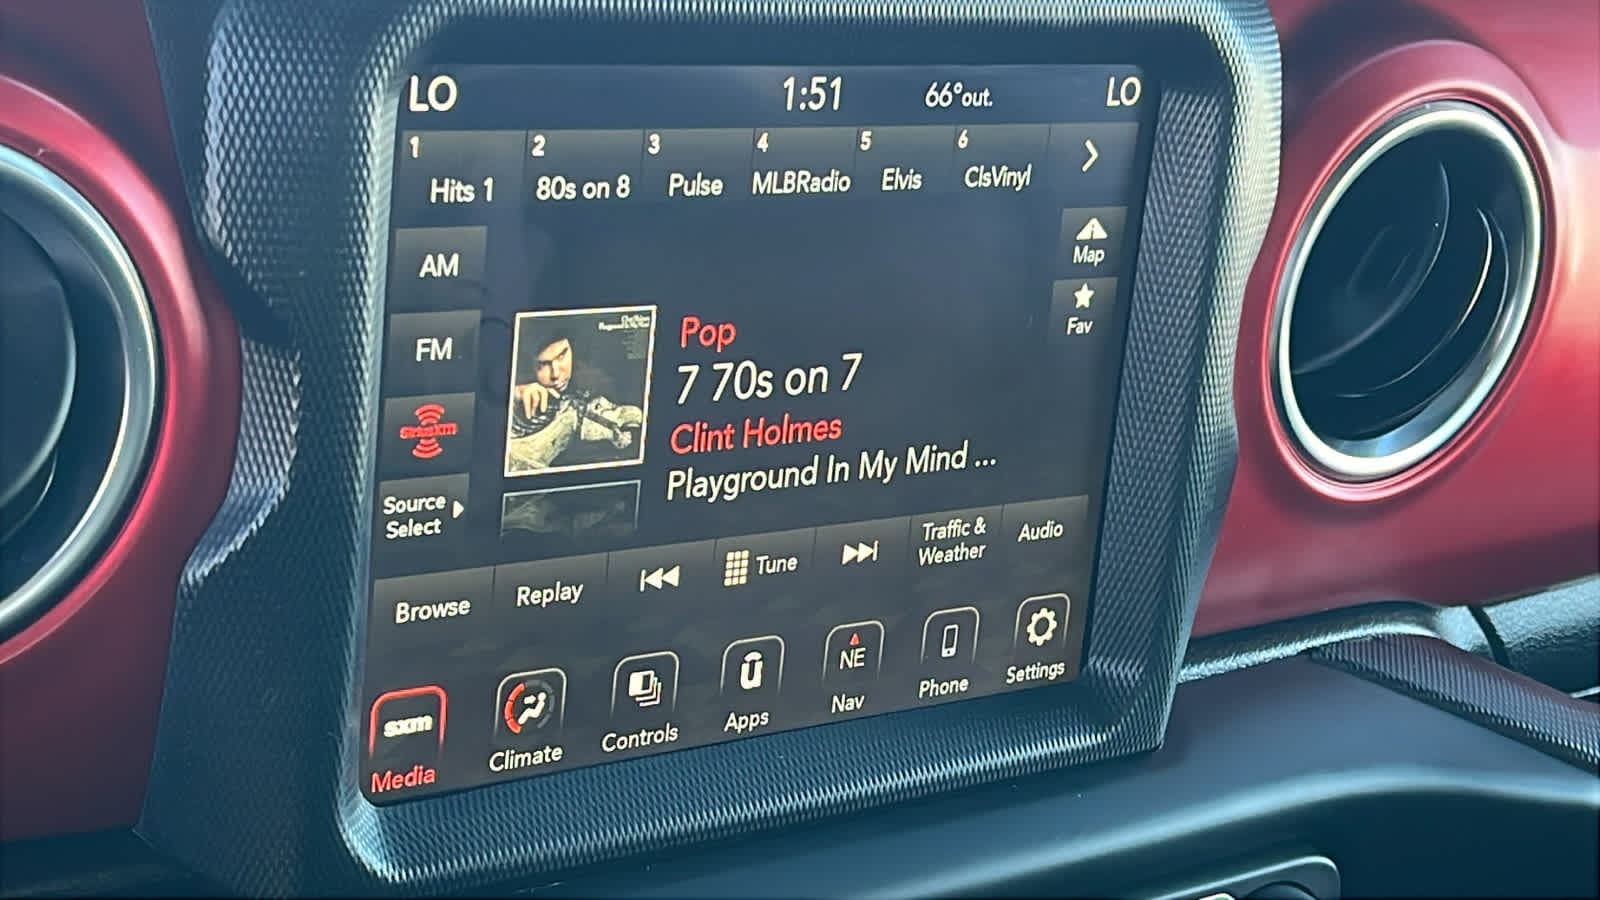 LO 1:51 66°out. LO
1 2 3 4 5 6
Hits 1 80s on 8 Pulse MLBRadio Elvis ClsVinyl
AM
FM
SiriusXM
Source
Select
Map
Fav
Pop
7 70s on 7
Clint Holmes
Playground In My Mind ...
Browse Replay Tune Traffic & Weather Audio
sxm NE
Media Climate Controls Apps Nav Phone Settings